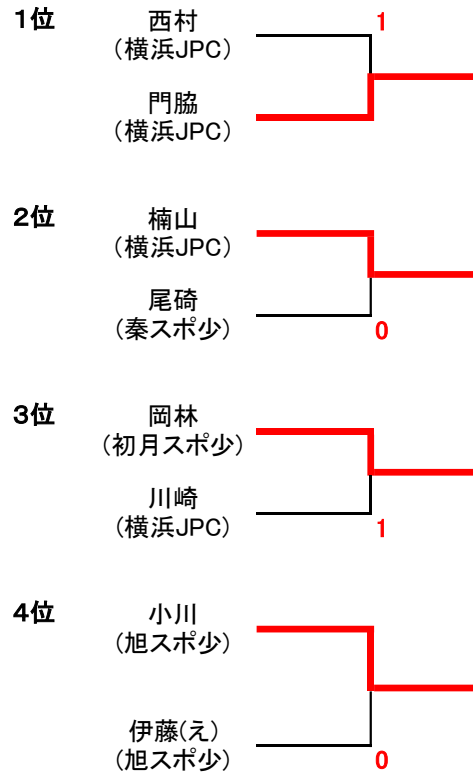 1位
西村
(横浜JPC)
1
門脇
(横浜JPC)
2位
楠山
(横浜JPC)
尾碕
(秦スポ少)
0
3位
岡林
(初月スポ少)
川崎
(横浜JPC)
1
4位
小川
(旭スポ少)
伊藤(え)
(旭スポ少)
0